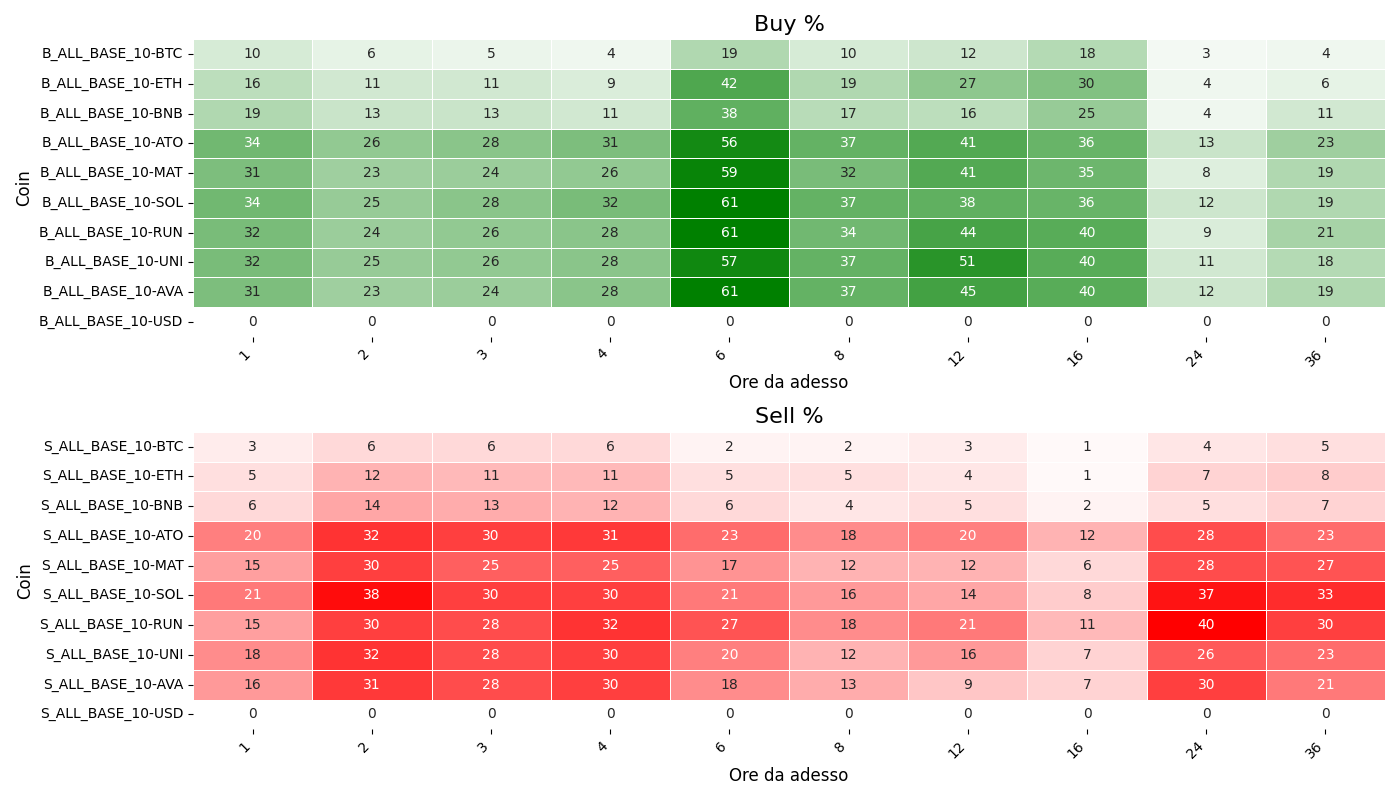 Buy %
Coin
B_ALL_BASE_10-BTC 10 6 5 4 19 10 12 18 3 4
B_ALL_BASE_10-ETH 16 11 11 9 42 19 27 30 4 6
B_ALL_BASE_10-BNB 19 13 13 11 38 17 16 25 4 11
B_ALL_BASE_10-ATO 34 26 28 31 56 37 41 36 13 23
B_ALL_BASE_10-MAT 31 23 24 26 59 32 41 35 8 19
B_ALL_BASE_10-SOL 34 25 28 32 61 37 38 36 12 19
B_ALL_BASE_10-RUN 32 24 26 28 61 34 44 40 9 21
B_ALL_BASE_10-UNI 32 25 26 28 57 37 51 40 11 18
B_ALL_BASE_10-AVA 31 23 24 28 61 37 45 40 12 19
B_ALL_BASE_10-USD 0 0 0 0 0 0 0 0 0 0
1 2 3 4 6 8 12 16 24 36
Ore da adesso
Sell %
Coin
S_ALL_BASE_10-BTC 3 6 6 6 2 2 3 1 4 5
S_ALL_BASE_10-ETH 5 12 11 11 5 5 4 1 7 8
S_ALL_BASE_10-BNB 6 14 13 12 6 4 5 2 5 7
S_ALL_BASE_10-ATO 20 32 30 31 23 18 20 12 28 23
S_ALL_BASE_10-MAT 15 30 25 25 17 12 12 6 28 27
S_ALL_BASE_10-SOL 21 38 30 30 21 16 14 8 37 33
S_ALL_BASE_10-RUN 15 30 28 32 27 18 21 11 40 30
S_ALL_BASE_10-UNI 18 32 28 30 20 12 16 7 26 23
S_ALL_BASE_10-AVA 16 31 28 30 18 13 9 7 30 21
S_ALL_BASE_10-USD 0 0 0 0 0 0 0 0 0 0
1 2 3 4 6 8 12 16 24 36
Ore da adesso